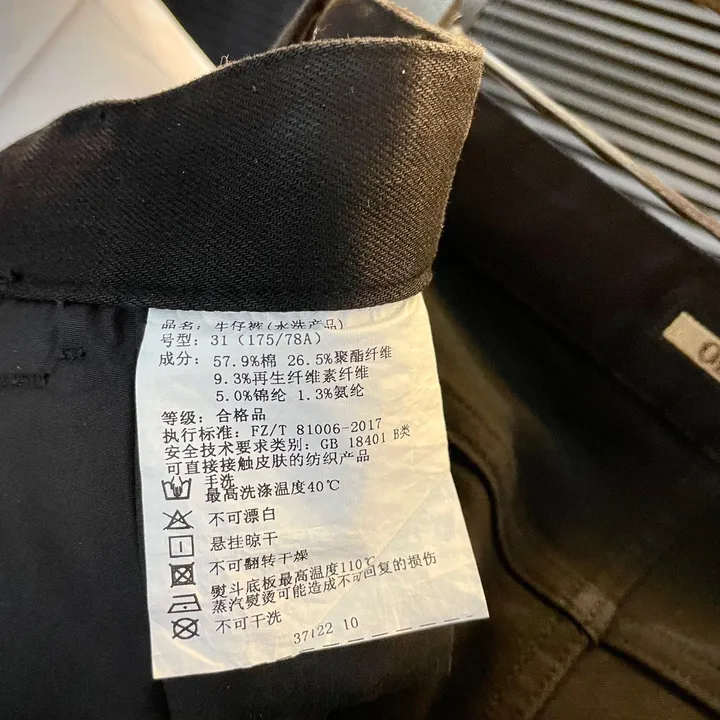 品名: 牛仔裤(水洗产品)
号型: 31 (175/78A)
成分: 57.9%棉 26.5%聚酯纤维
9.3%再生纤维素纤维
5.0%锦纶 1.3%氨纶
等级: 合格品
执行标准: FZ/T 81006-2017
安全技术要求类别: GB 18401 B类
可直接接触皮肤的纺织产品
手洗
最高洗涤温度40℃
不可漂白
悬挂晾干
不可翻转干燥
熨斗底板最高温度110℃
蒸汽熨烫可能造成不可回复的损伤
不可干洗
37122 10